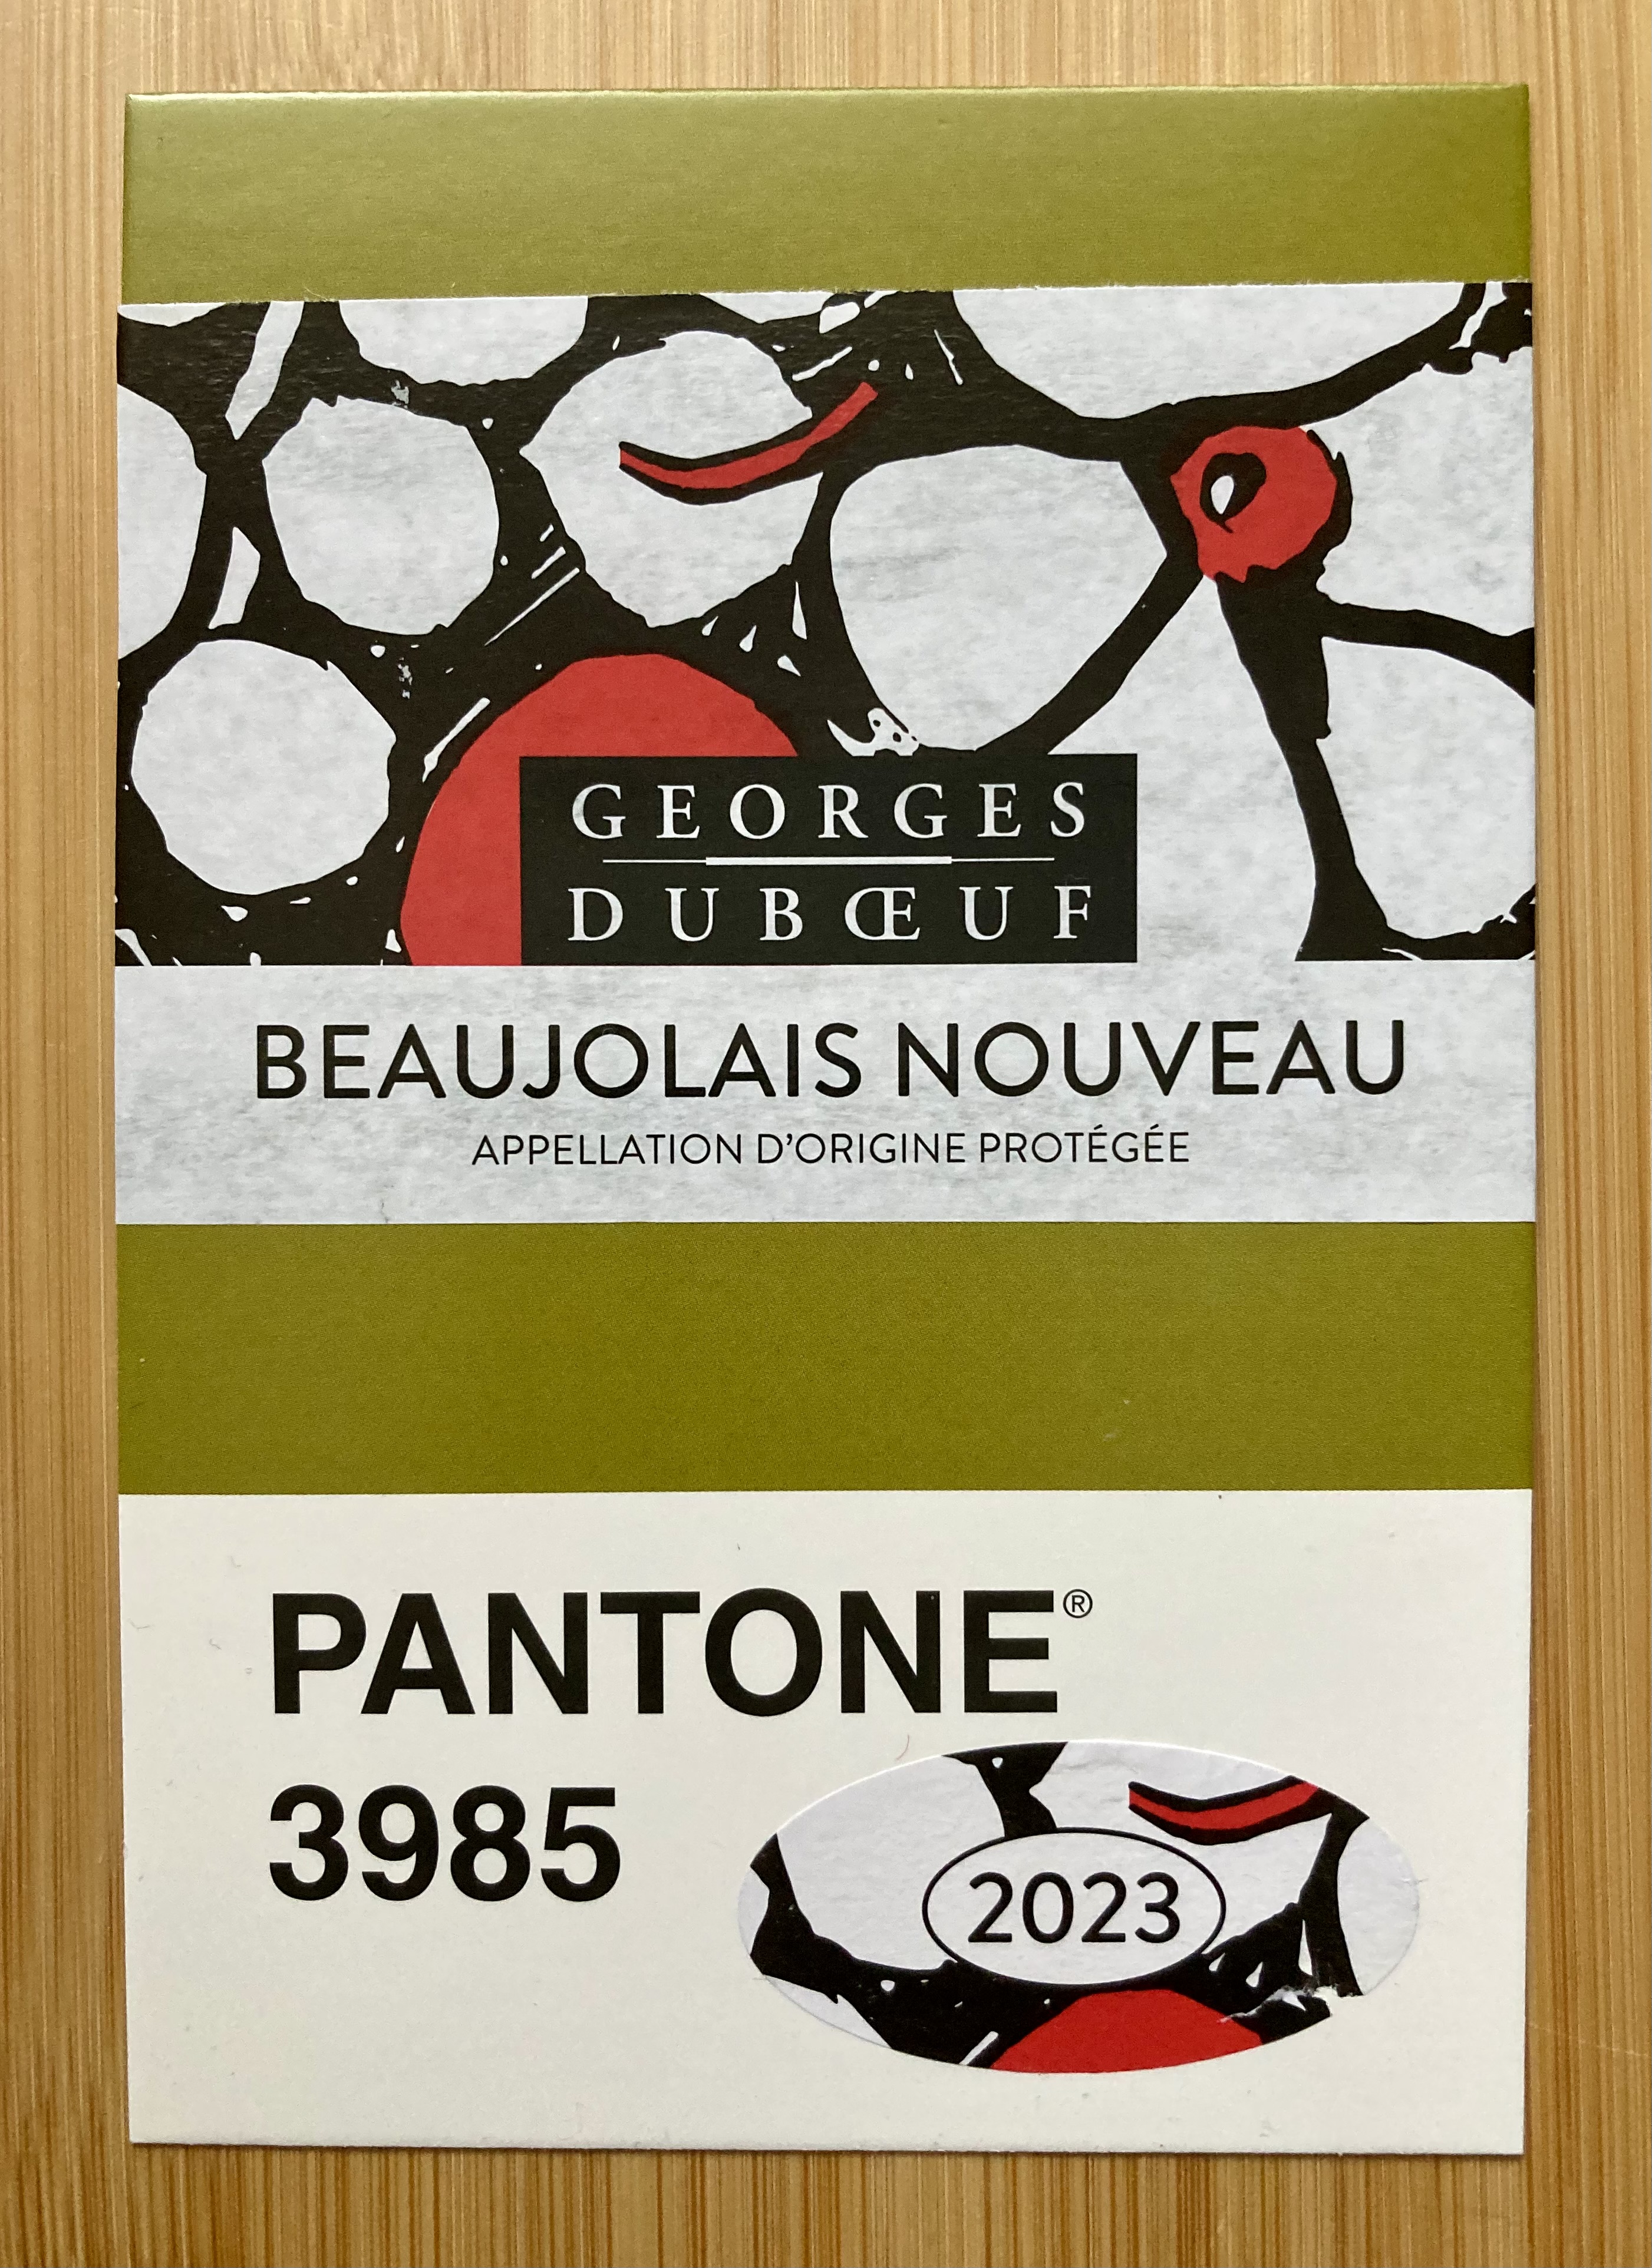 GEORGES
DUBŒUF
BEAUJOLAIS NOUVEAU
APPELLATION D'ORIGINE PROTÉGÉE
PANTONE®
3985
2023